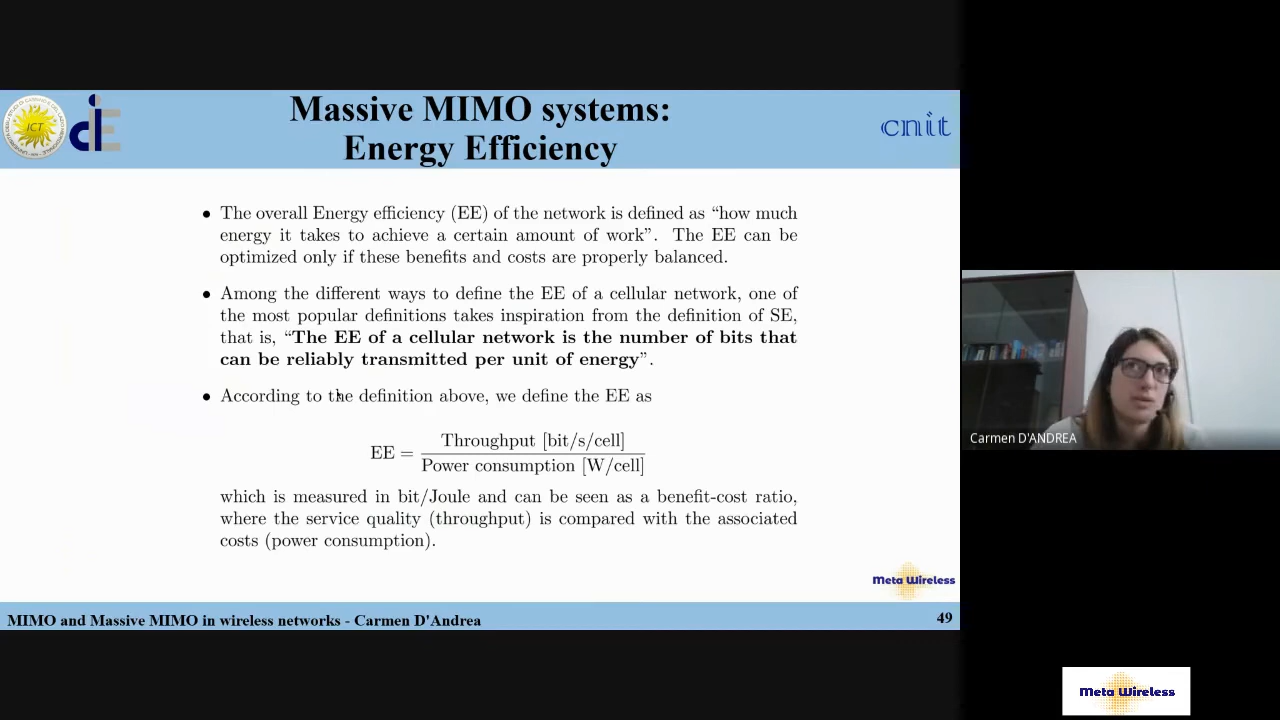 Massive MIMO systems:
Energy Efficiency
ICT
cnit
• The overall Energy efficiency (EE) of the network is defined as “how much
energy it takes to achieve a certain amount of work”. The EE can be
optimized only if these benefits and costs are properly balanced.
• Among the different ways to define the EE of a cellular network, one of
the most popular definitions takes inspiration from the definition of SE,
that is, “The EE of a cellular network is the number of bits that
can be reliably transmitted per unit of energy”.
• According to the definition above, we define the EE as
EE = Throughput [bit/s/cell]
Power consumption [W/cell]
which is measured in bit/Joule and can be seen as a benefit-cost ratio,
where the service quality (throughput) is compared with the associated
costs (power consumption).
Meta Wireless
MIMO and Massive MIMO in wireless networks - Carmen D'Andrea
49
Carmen D'ANDREA
Meta Wireless